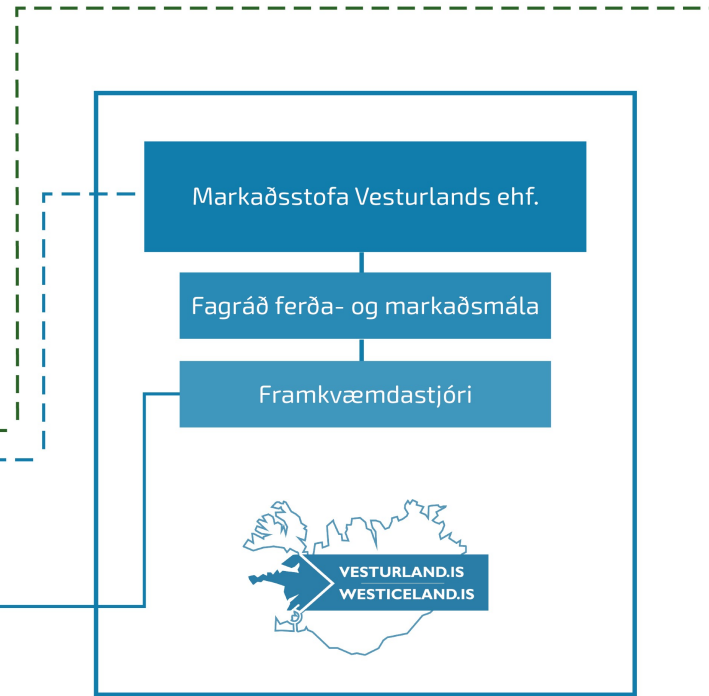 Markaðsstofa Vesturlands ehf.
Fagráð ferða- og markaðsmála
Framkvæmdastjóri
VESTURLAND.IS
WESTICELAND.IS